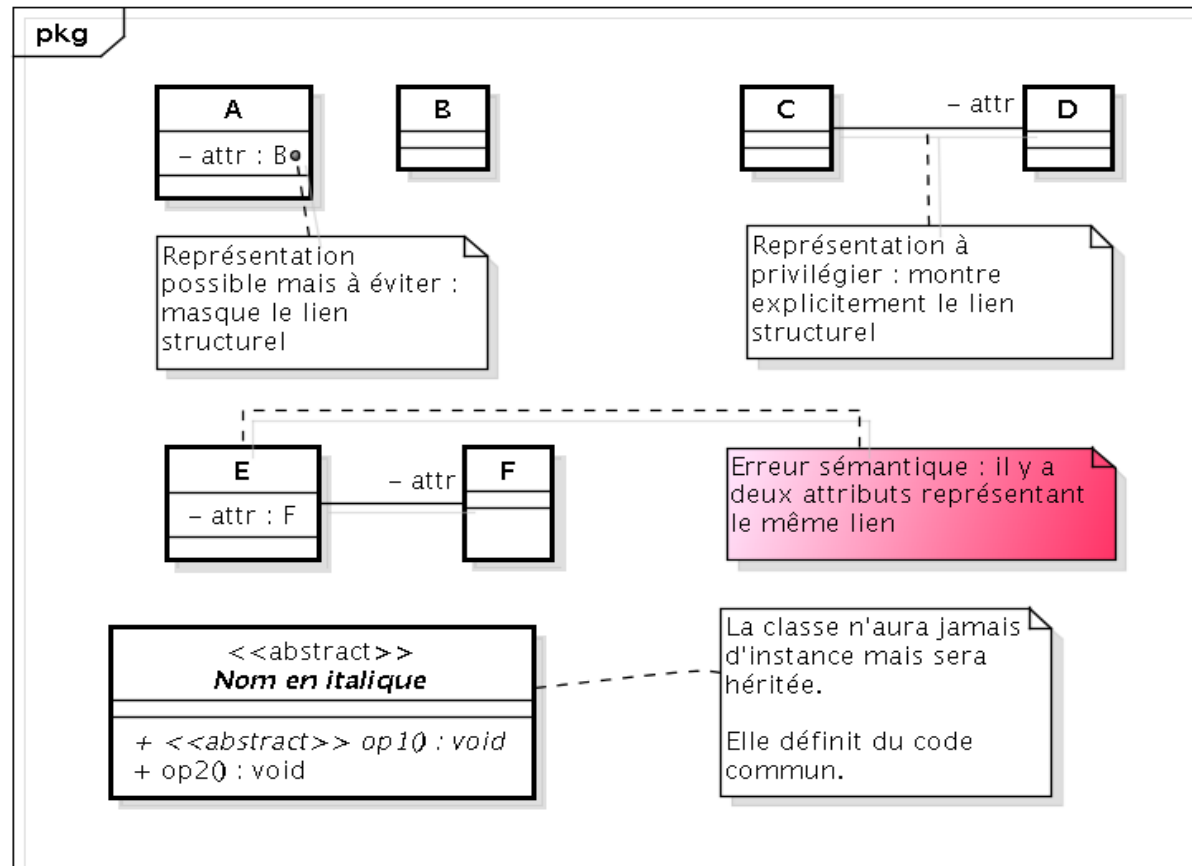 pkg
A
– attr : B
B
C
– attr
D
Représentation
possible mais à éviter :
masque le lien
structurel
Représentation à
privilégier : montre
explicitement le lien
structurel
E
– attr : F
– attr
F
Erreur sémantique : il y a
deux attributs représentant
le même lien
<<abstract>>
Nom en italique
+ <<abstract>> op1() : void
+ op2() : void
La classe n'aura jamais
d'instance mais sera
héritée.
Elle définit du code
commun.